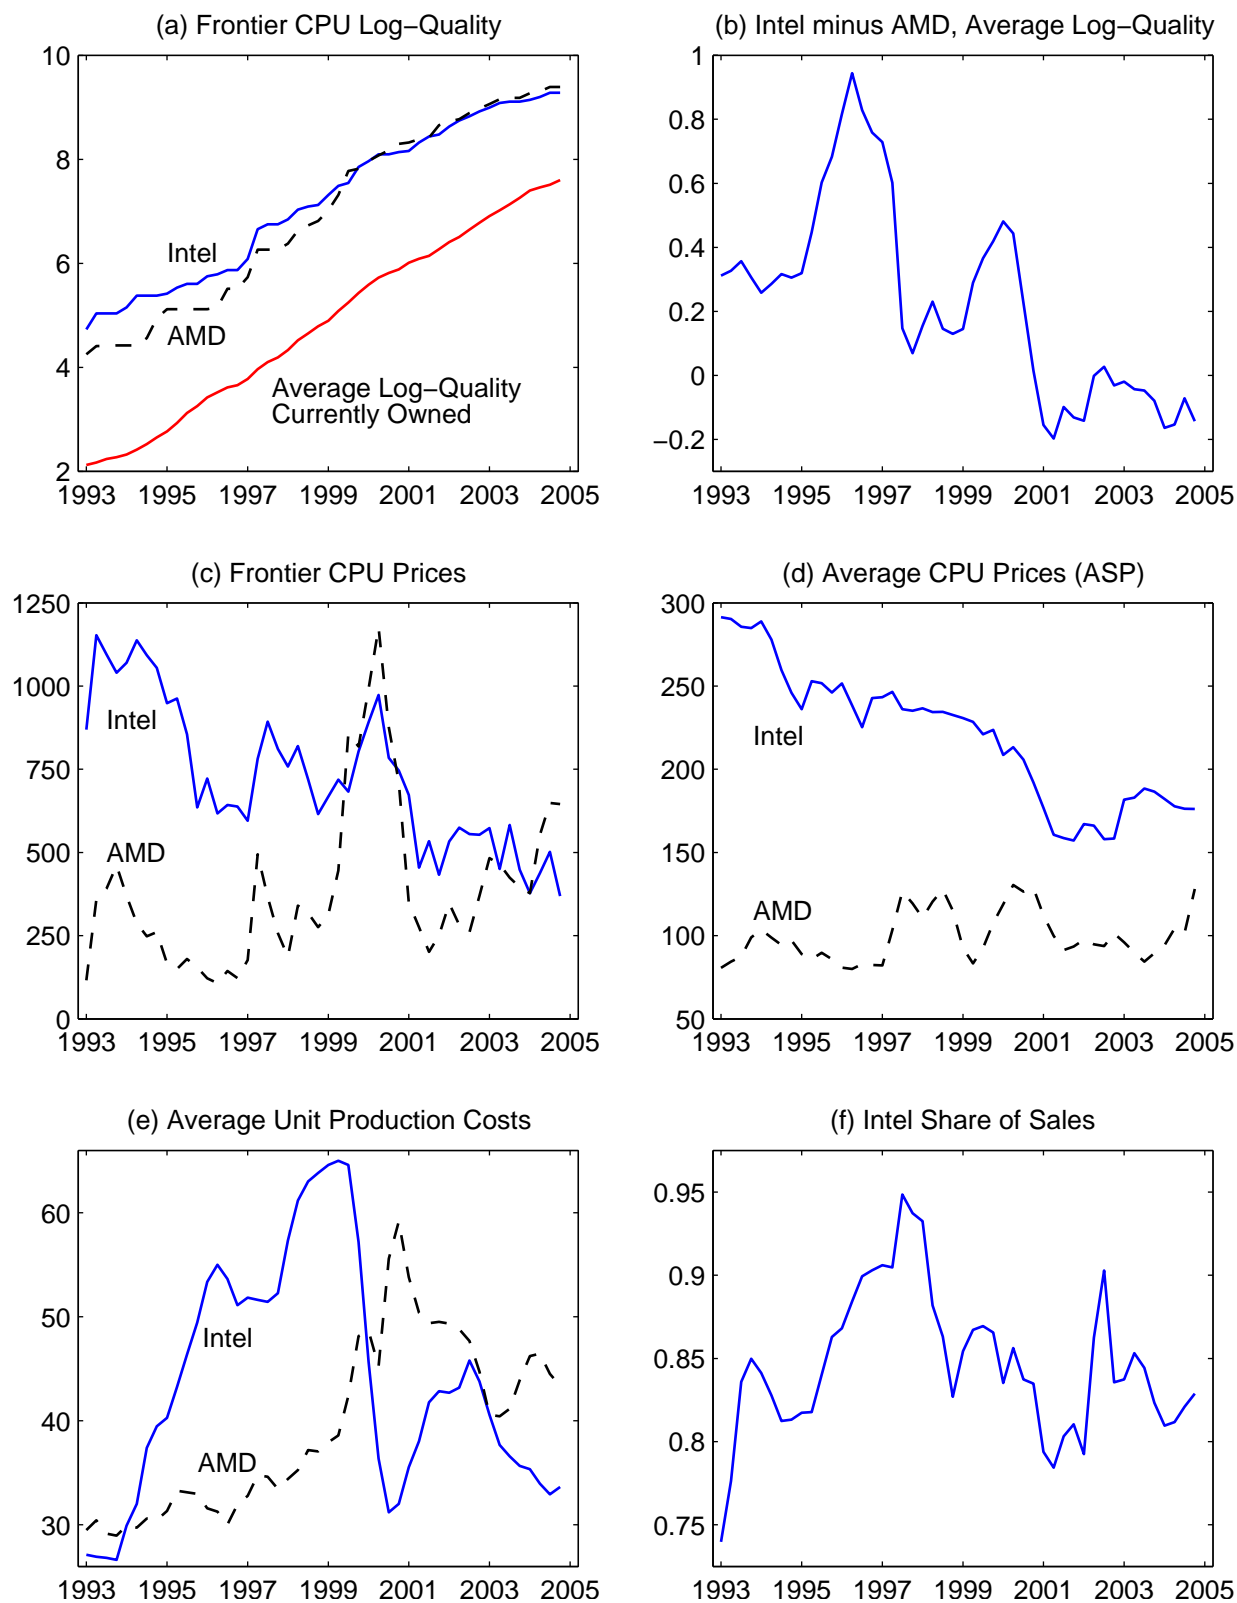 (a) Frontier CPU Log−Quality
10
8
6
4
2
Intel
AMD
Average Log−Quality
Currently Owned
1993 1995 1997 1999 2001 2003 2005
(b) Intel minus AMD, Average Log−Quality
1
0.8
0.6
0.4
0.2
0
−0.2
1993 1995 1997 1999 2001 2003 2005
(c) Frontier CPU Prices
1250
1000
750
500
250
0
Intel
AMD
1993 1995 1997 1999 2001 2003 2005
(d) Average CPU Prices (ASP)
300
250
200
150
100
50
Intel
AMD
1993 1995 1997 1999 2001 2003 2005
(e) Average Unit Production Costs
60
50
40
30
Intel
AMD
1993 1995 1997 1999 2001 2003 2005
(f) Intel Share of Sales
0.95
0.9
0.85
0.8
0.75
1993 1995 1997 1999 2001 2003 2005